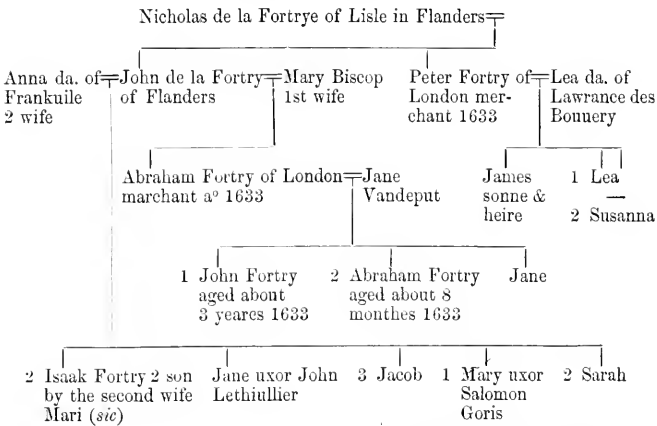 Nicholas de la Fortrye of Lisle in Flanders
Anna da. of
Frankuile
2 wife
John de la Fortry
of Flanders
Mary Biscop
1st wife
Peter Fortry of
London mer-
chant 1633
Lea da. of
Lawrance des
Bouuery
Abraham Fortry of London
marchant aº 1633
Jane
Vandeput
James
sonne &
heire
1 Lea
—
2 Susanna
1 John Fortry
aged about
3 yeares 1633
2 Abraham Fortry
aged about 8
monthes 1633
Jane
2 Isaak Fortry 2 son
by the second wife
Mari (sic)
Jane uxor John
Lethiullier
3 Jacob
1 Mary uxor
Salomon
Goris
2 Sarah